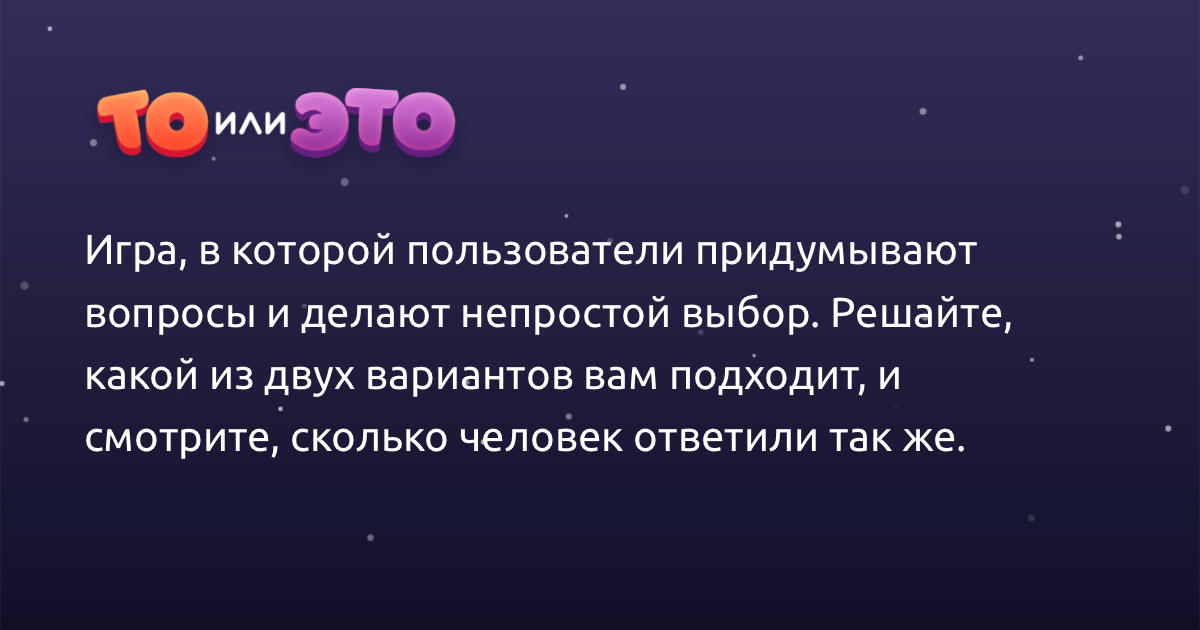 ТО или ЭТО
Игра, в которой пользователи придумывают
вопросы и делают непростой выбор. Решайте,
какой из двух вариантов вам подходит, и
смотрите, сколько человек ответили так же.